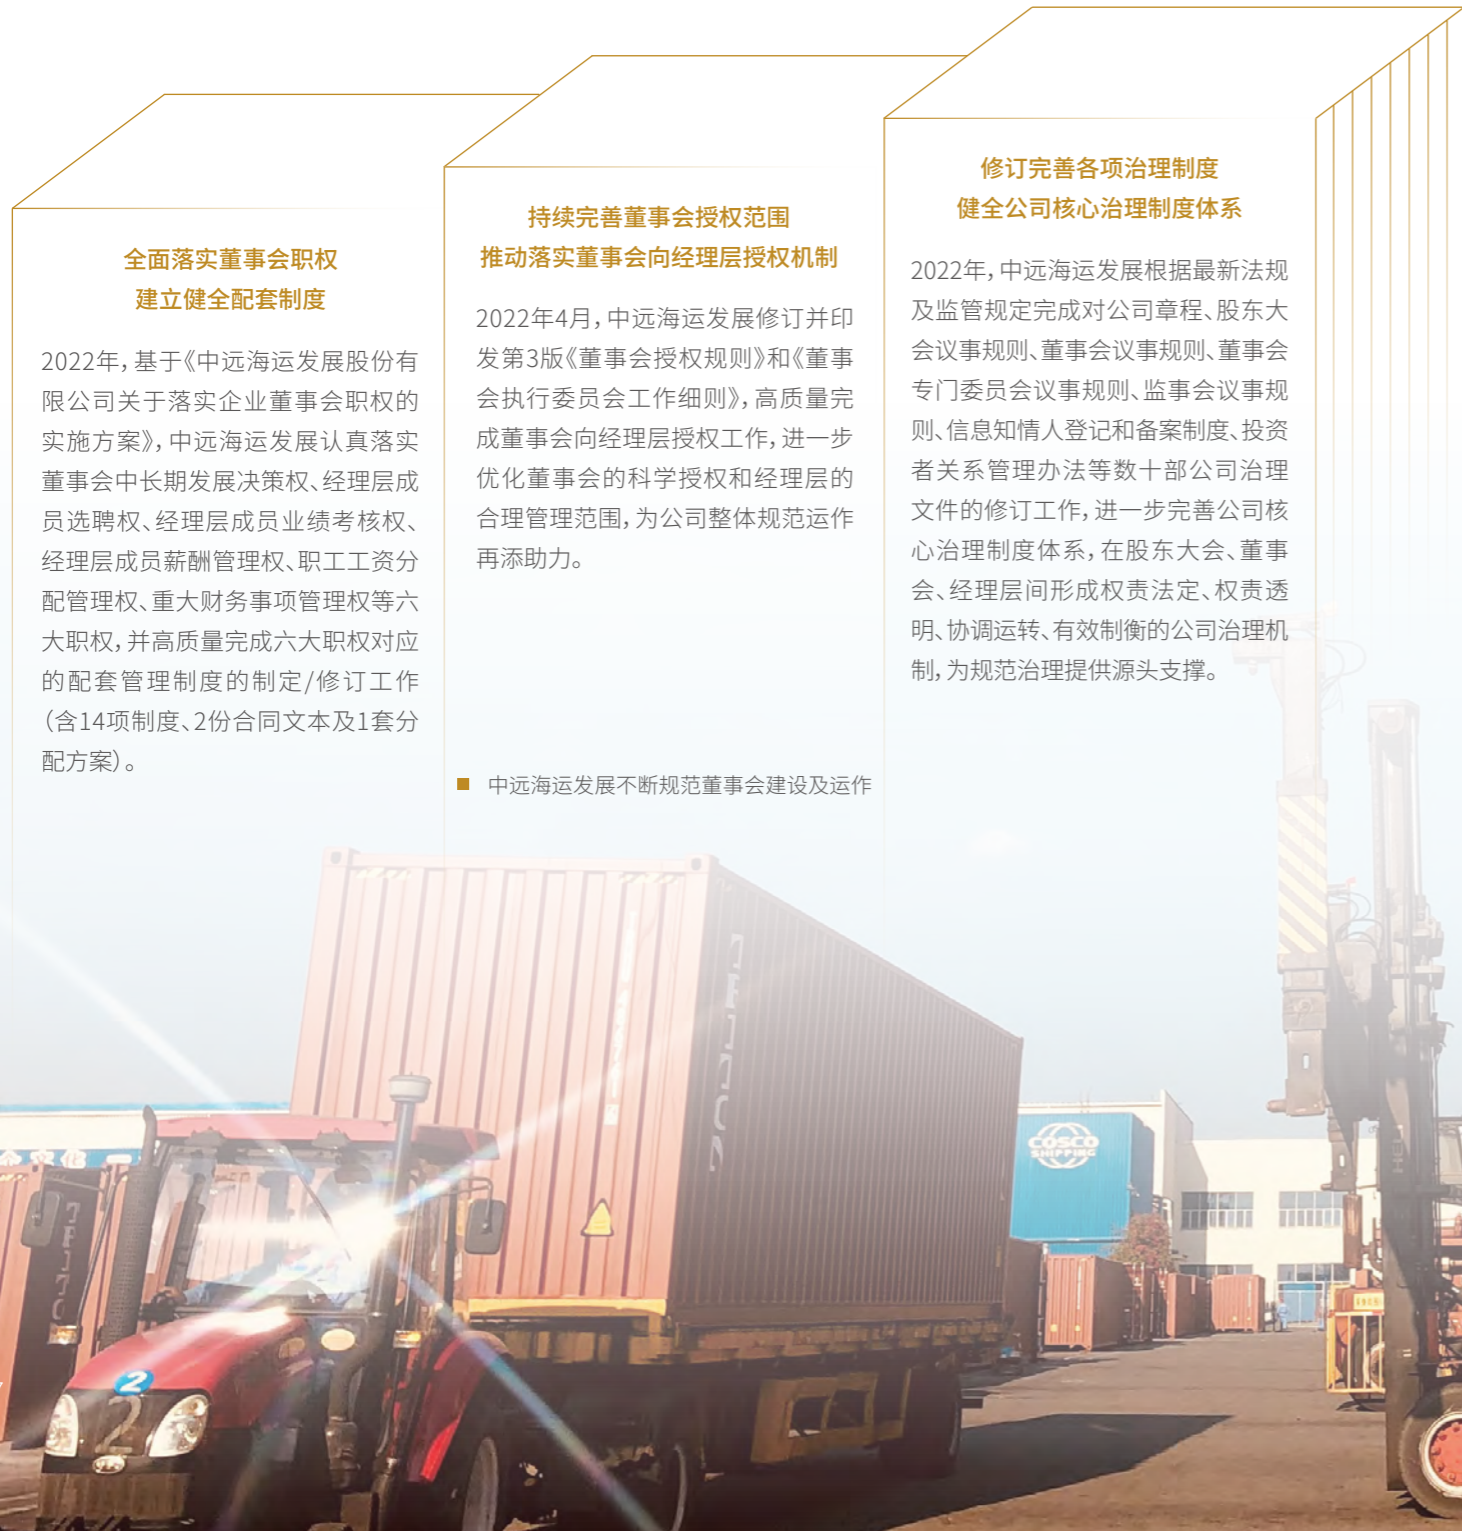 全面落实董事会职权
建立健全配套制度
2022年，基于《中远海运发展股份有
限公司关于落实企业董事会职权的
实施方案》，中远海运发展认真落实
董事会中长期发展决策权、经理层成
员选聘权、经理层成员业绩考核权、
经理层成员薪酬管理权、职工工资分
配管理权、重大财务事项管理权等六
大职权，并高质量完成六大职权对应
的配套管理制度的制定/修订工作
（含14项制度、2份合同文本及1套分
配方案）。
持续完善董事会授权范围
推动落实董事会向经理层授权机制
2022年4月，中远海运发展修订并印
发第3版《董事会授权规则》和《董事
会执行委员会工作细则》，高质量完
成董事会向经理层授权工作，进一步
优化董事会的科学授权和经理层的
合理管理范围，为公司整体规范运作
再添助力。
修订完善各项治理制度
健全公司核心治理制度体系
2022年，中远海运发展根据最新法规
及监管规定完成对公司章程、股东大
会议事规则、董事会议事规则、董事会
专门委员会议事规则、监事会议事规
则、信息知情人登记和备案制度、投资
者关系管理办法等数十部公司治理
文件的修订工作，进一步完善公司核
心治理制度体系，在股东大会、董事
会、经理层间形成权责法定、权责透
明、协调运转、有效制衡的公司治理机
制，为规范治理提供源头支撑。
中远海运发展不断规范董事会建设及运作
COSCO
SHIPPING
2
2